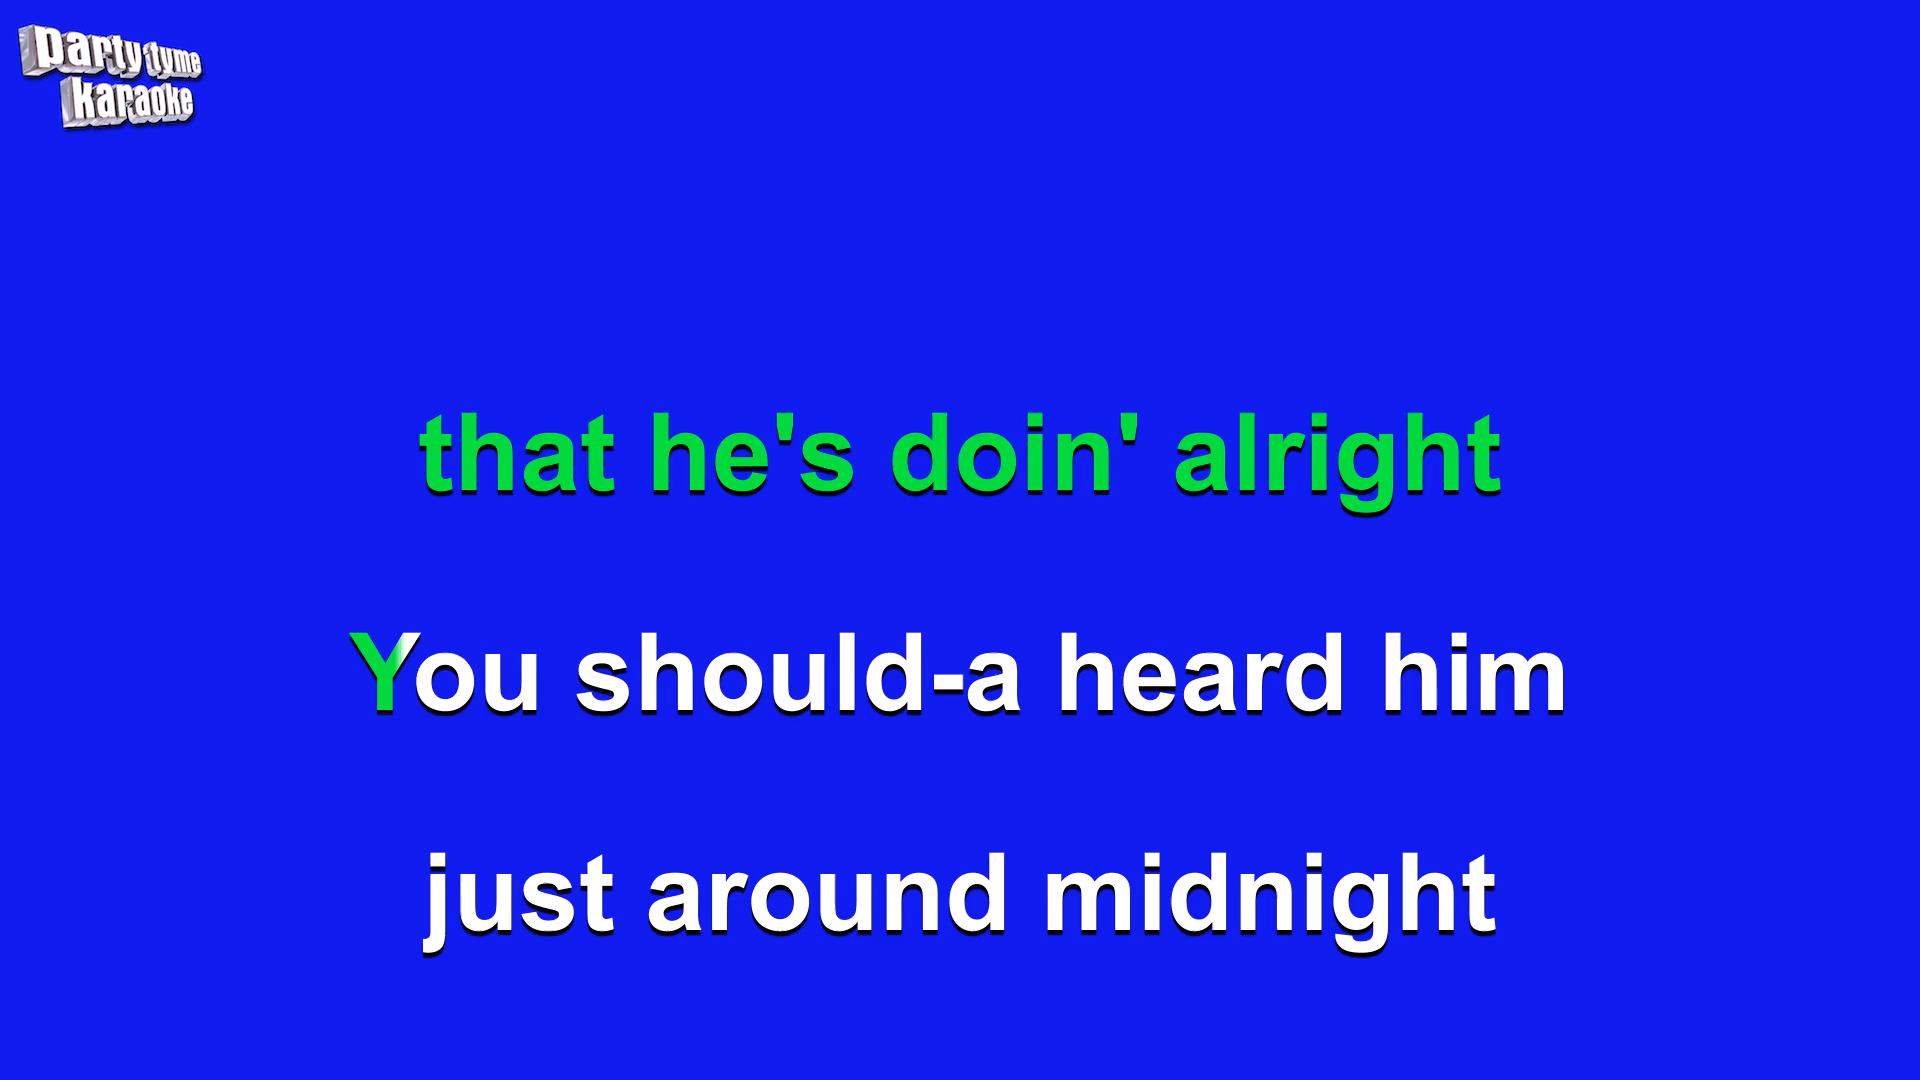 party tyme
karaoke
that he's doin' alright
You should-a heard him
just around midnight